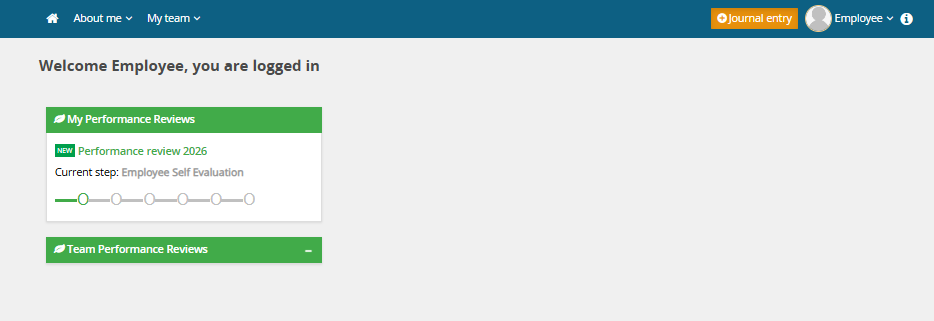 About me My team Journal entry Employee
Welcome Employee, you are logged in
My Performance Reviews
NEW Performance review 2026
Current step: Employee Self Evaluation
Team Performance Reviews